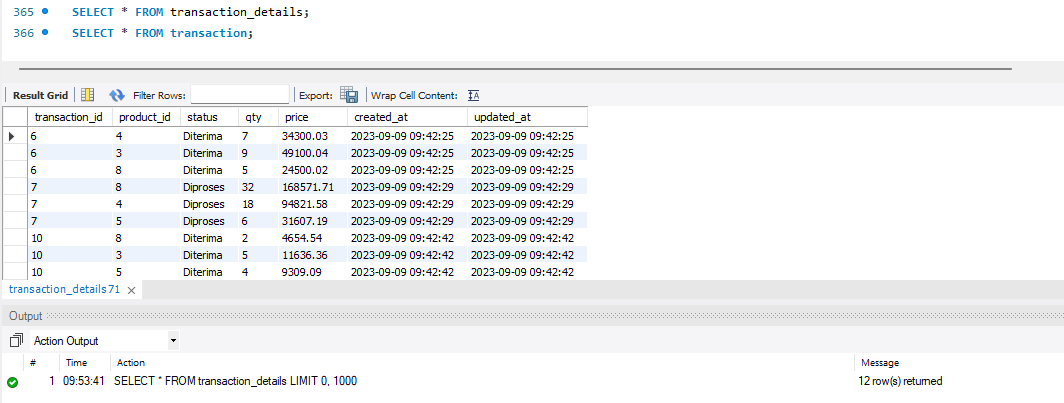 365 SELECT * FROM transaction_details;
366 SELECT * FROM transaction;
Result Grid Filter Rows: Export: Wrap Cell Content:
transaction_id product_id status qty price created_at updated_at
6 4 Diterima 7 34300.03 2023-09-09 09:42:25 2023-09-09 09:42:25
6 3 Diterima 9 49100.04 2023-09-09 09:42:25 2023-09-09 09:42:25
6 8 Diterima 5 24500.02 2023-09-09 09:42:25 2023-09-09 09:42:25
7 8 Diproses 32 168571.71 2023-09-09 09:42:29 2023-09-09 09:42:29
7 4 Diproses 18 94821.58 2023-09-09 09:42:29 2023-09-09 09:42:29
7 5 Diproses 6 31607.19 2023-09-09 09:42:29 2023-09-09 09:42:29
10 8 Diterima 2 4654.54 2023-09-09 09:42:42 2023-09-09 09:42:42
10 3 Diterima 5 11636.36 2023-09-09 09:42:42 2023-09-09 09:42:42
10 5 Diterima 4 9309.09 2023-09-09 09:42:42 2023-09-09 09:42:42
transaction_details 71
Output
Action Output
# Time Action Message
1 09:53:41 SELECT * FROM transaction_details LIMIT 0, 1000 12 row(s) returned